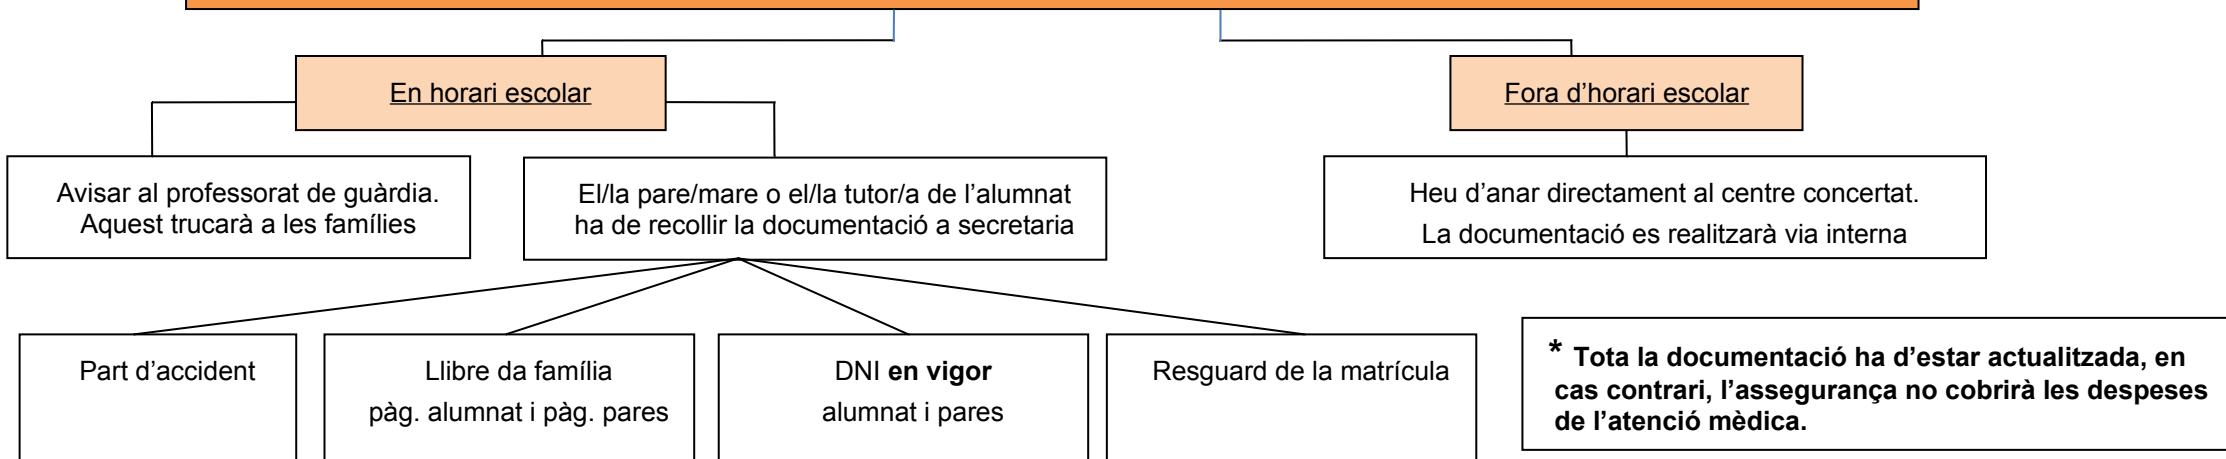 En horari escolar
Fora d’horari escolar
Avisar al professorat de guàrdia.
Aquest trucarà a les famílies
El/la pare/mare o el/la tutor/a de l’alumnat
ha de recollir la documentació a secretaria
Heu d’anar directament al centre concertat.
La documentació es realitzarà via interna
Part d’accident
Llibre da família
pàg. alumnat i pàg. pares
DNI en vigor
alumnat i pares
Resguard de la matrícula
* Tota la documentació ha d’estar actualitzada, en
cas contrari, l’assegurança no cobrirà les despeses
de l’atenció mèdica.